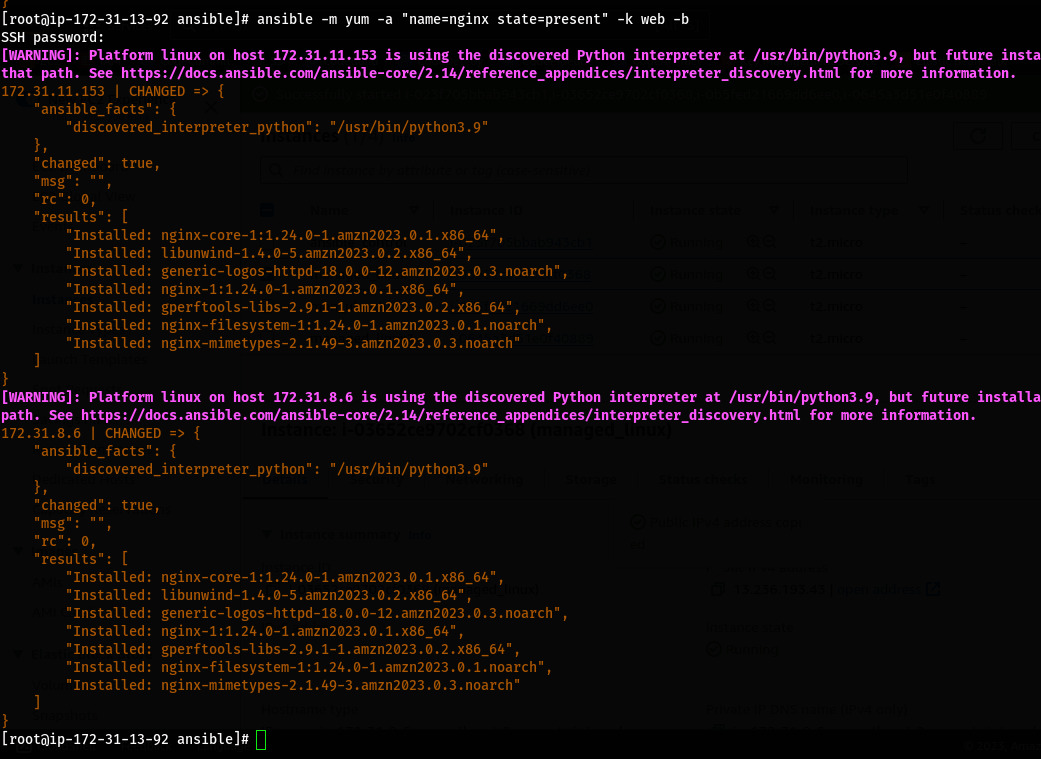 }
[root@ip-172-31-13-92 ansible]# ansible -m yum -a "name=nginx state=present" -k web -b
SSH password:
[WARNING]: Platform linux on host 172.31.11.153 is using the discovered Python interpreter at /usr/bin/python3.9, but future insta
that path. See https://docs.ansible.com/ansible-core/2.14/reference_appendices/interpreter_discovery.html for more information.
172.31.11.153 | CHANGED => {
    "ansible_facts": {
        "discovered_interpreter_python": "/usr/bin/python3.9"
    },
    "changed": true,
    "msg": "",
    "rc": 0,
    "results": [
        "Installed: nginx-core-1:1.24.0-1.amzn2023.0.1.x86_64",
        "Installed: libunwind-1.4.0-5.amzn2023.0.2.x86_64",
        "Installed: generic-logos-httpd-18.0.0-12.amzn2023.0.3.noarch",
        "Installed: nginx-1:1.24.0-1.amzn2023.0.1.x86_64",
        "Installed: gperftools-libs-2.9.1-1.amzn2023.0.2.x86_64",
        "Installed: nginx-filesystem-1:1.24.0-1.amzn2023.0.1.noarch",
        "Installed: nginx-mimetypes-2.1.49-3.amzn2023.0.3.noarch"
    ]
}
[WARNING]: Platform linux on host 172.31.8.6 is using the discovered Python interpreter at /usr/bin/python3.9, but future installa
path. See https://docs.ansible.com/ansible-core/2.14/reference_appendices/interpreter_discovery.html for more information.
172.31.8.6 | CHANGED => {
    "ansible_facts": {
        "discovered_interpreter_python": "/usr/bin/python3.9"
    },
    "changed": true,
    "msg": "",
    "rc": 0,
    "results": [
        "Installed: nginx-core-1:1.24.0-1.amzn2023.0.1.x86_64",
        "Installed: libunwind-1.4.0-5.amzn2023.0.2.x86_64",
        "Installed: generic-logos-httpd-18.0.0-12.amzn2023.0.3.noarch",
        "Installed: nginx-1:1.24.0-1.amzn2023.0.1.x86_64",
        "Installed: gperftools-libs-2.9.1-1.amzn2023.0.2.x86_64",
        "Installed: nginx-filesystem-1:1.24.0-1.amzn2023.0.1.noarch",
        "Installed: nginx-mimetypes-2.1.49-3.amzn2023.0.3.noarch"
    ]
}
[root@ip-172-31-13-92 ansible]#